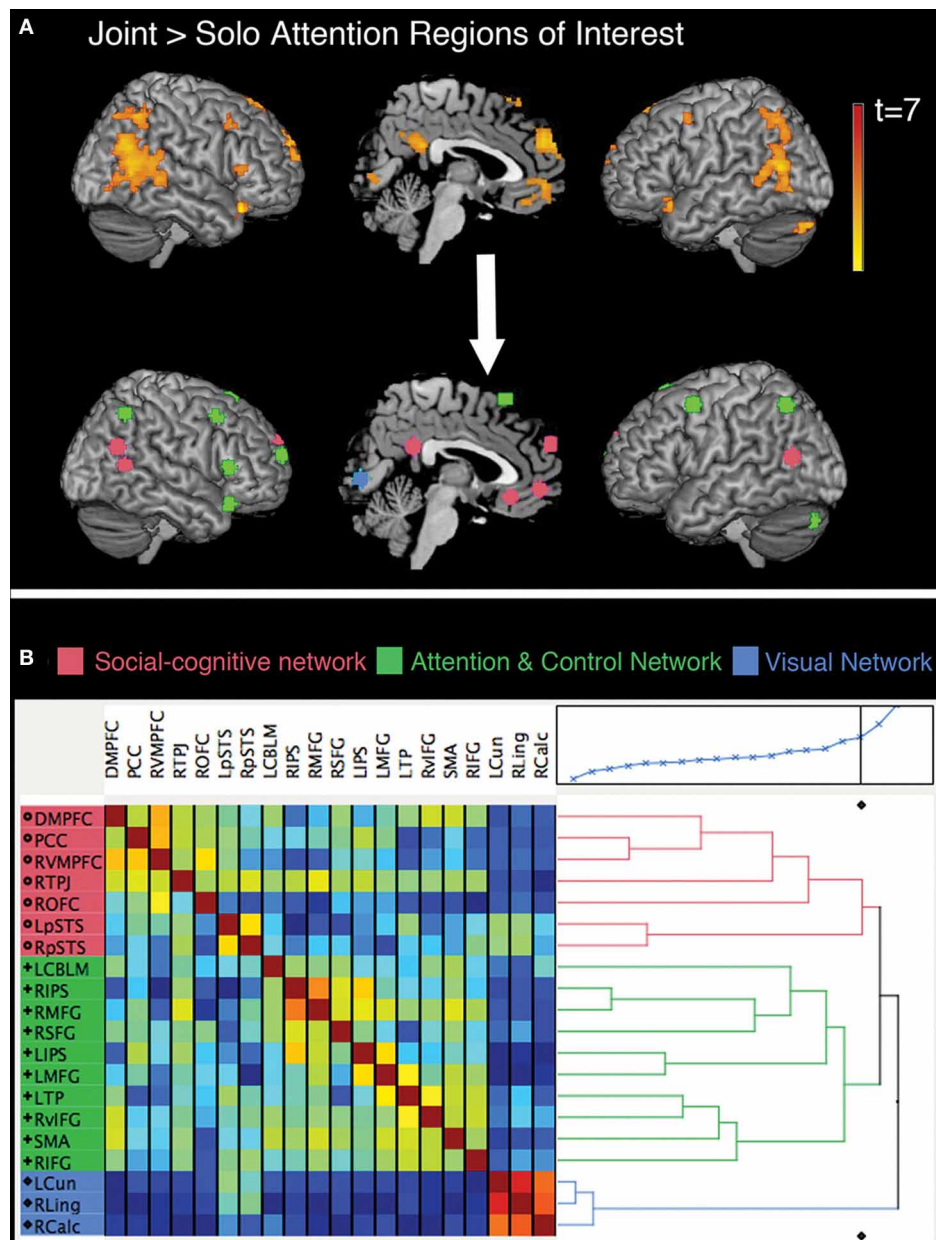 A
Joint > Solo Attention Regions of Interest
t=7
B
Social-cognitive network
Attention & Control Network
Visual Network
DMPFC
PCC
RVMPFC
RTPJ
ROFC
LpSTS
RpSTS
LCBLM
RIPS
RMFG
RSFG
LIPS
LMFG
LTP
RvIFG
SMA
RIFG
LCun
RLing
RCalc
DMPFC
PCC
RVMPFC
RTPJ
ROFC
LpSTS
RpSTS
+LCBLM
+RIPS
+RMFG
+RSFG
+LIPS
+LMFG
+LTP
+RvIFG
+SMA
+RIFG
LCun
RLing
RCalc